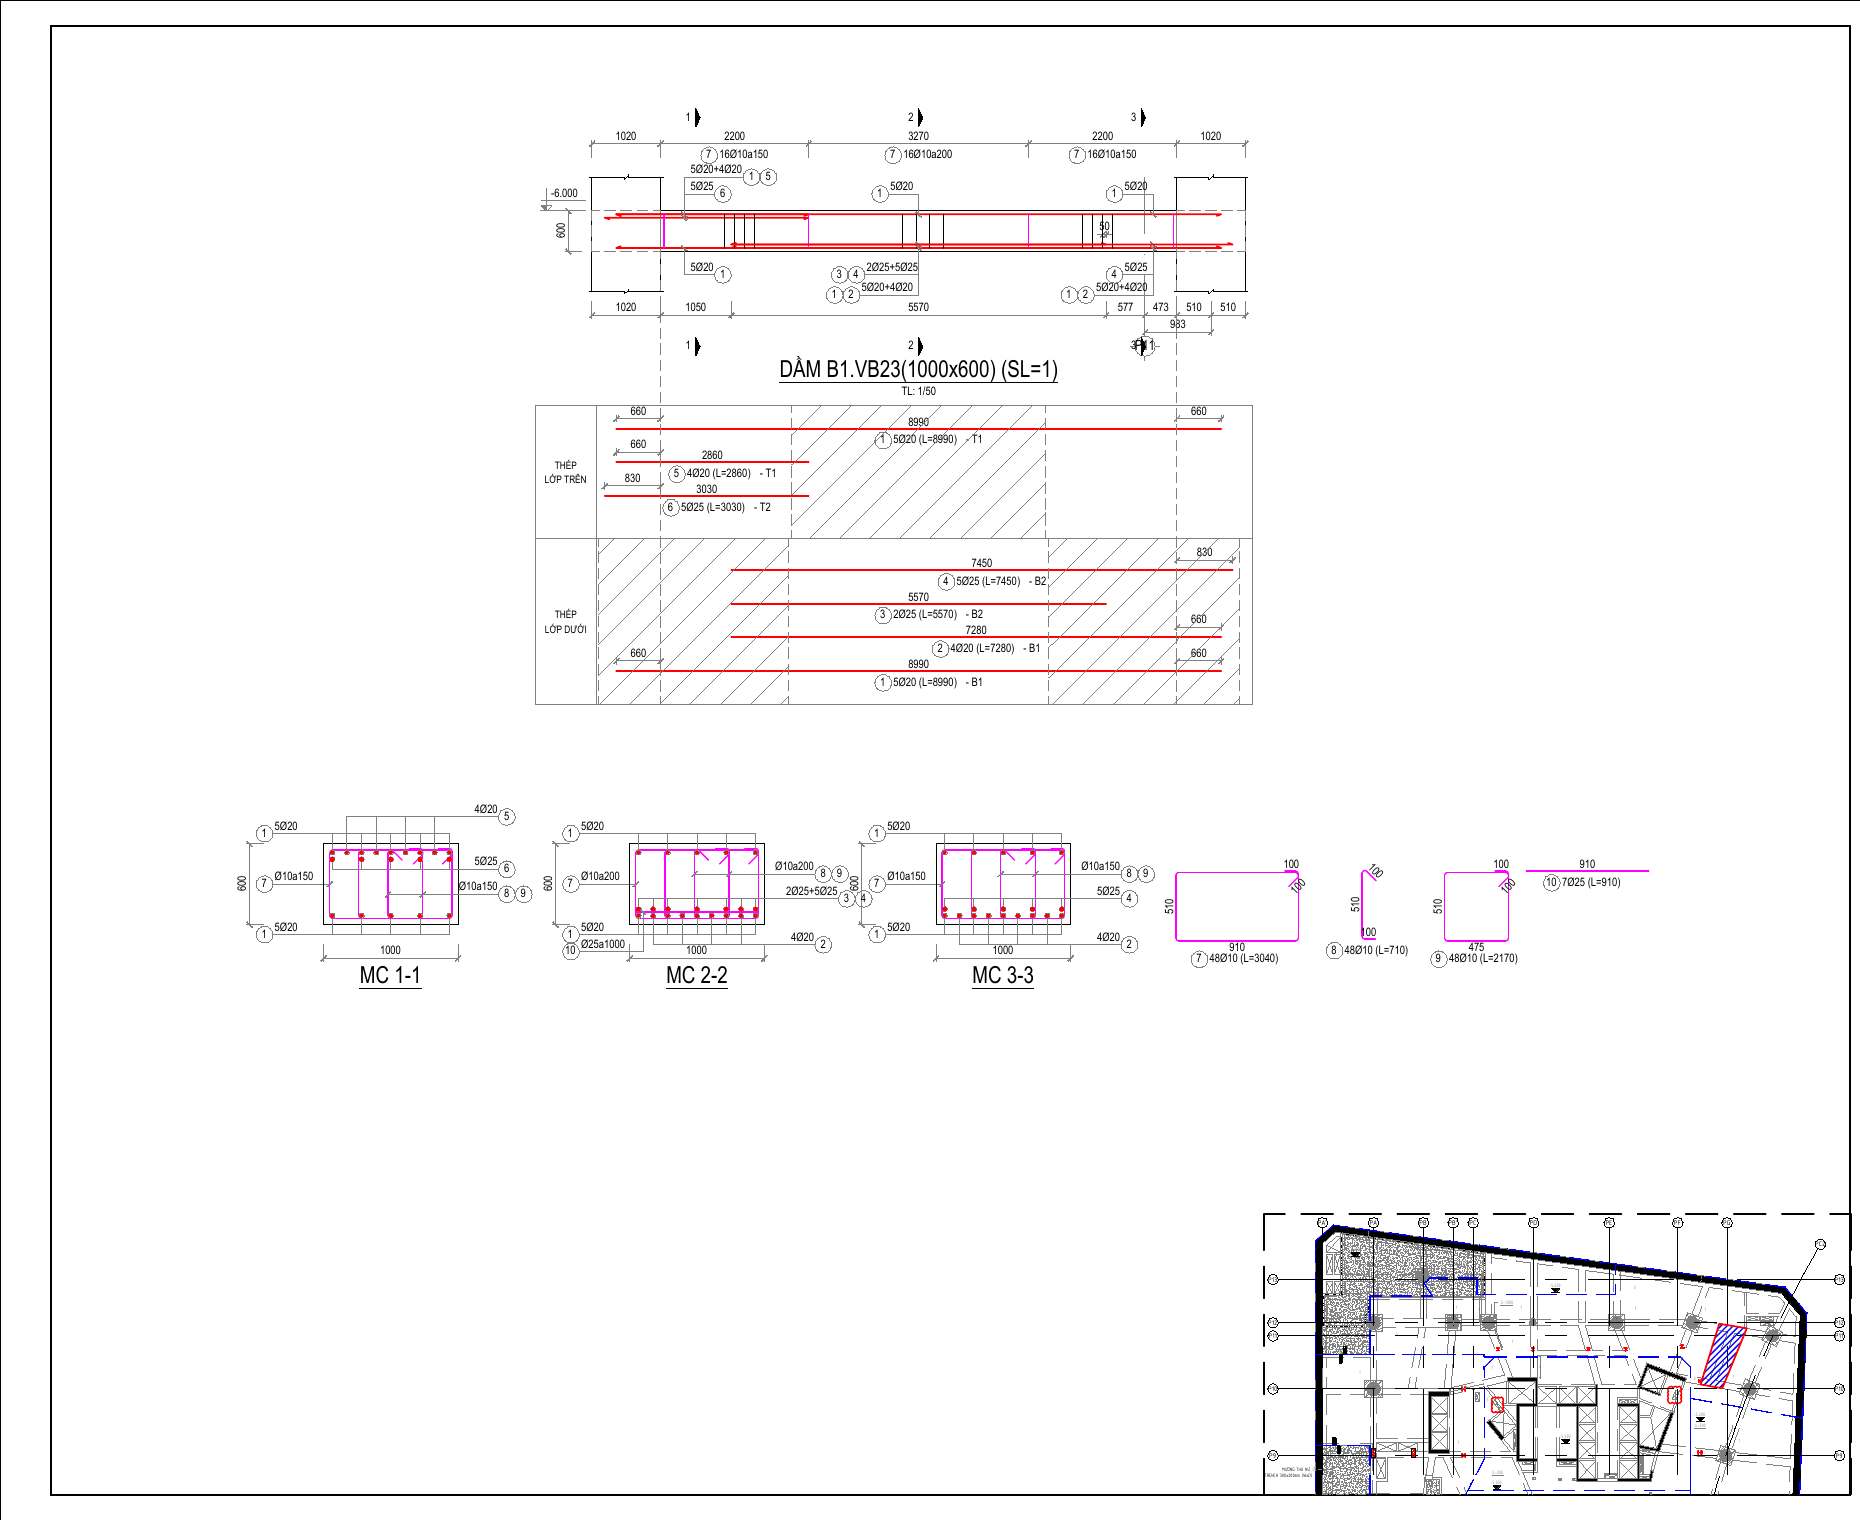 1 2 3
1020 2200 3270 2200 1020
7 16Ø10a150 7 16Ø10a200 7 16Ø10a150
5Ø20+4Ø20 1 5
5Ø25 6 1 5Ø20 1 5Ø20
-6.000
600
50
5Ø20 1 3 4 2Ø25+5Ø25 4 5Ø25
1 2 5Ø20+4Ø20 1 2 5Ø20+4Ø20
1020 1050 5570 577 473 510 510
983
1 2
DẦM B1.VB23(1000x600) (SL=1)
TL: 1/50
THÉP
LỚP TRÊN
660 8990 660
1 5Ø20 (L=8990) - T1
660 2860
5 4Ø20 (L=2860) - T1
830 3030
6 5Ø25 (L=3030) - T2
THÉP
LỚP DƯỚI
7450 830
4 5Ø25 (L=7450) - B2
5570
3 2Ø25 (L=5570) - B2
7280 660
2 4Ø20 (L=7280) - B1
660 8990 660
1 5Ø20 (L=8990) - B1
4Ø20 5
1 5Ø20
5Ø25 6
600
7 Ø10a150
Ø10a150 8 9
1 5Ø20
1000
MC 1-1
1 5Ø20
Ø10a200 8 9
600
7 Ø10a200
2Ø25+5Ø25 3 4
1 5Ø20
10 Ø25a1000
4Ø20 2
1000
MC 2-2
1 5Ø20
Ø10a150 8 9
600
7 Ø10a150
5Ø25 4
1 5Ø20
4Ø20 2
1000
MC 3-3
100
100
510
910
7 48Ø10 (L=3040)
100
510
100
8 48Ø10 (L=710)
100
100
510
475
9 48Ø10 (L=2170)
910
10 7Ø25 (L=910)